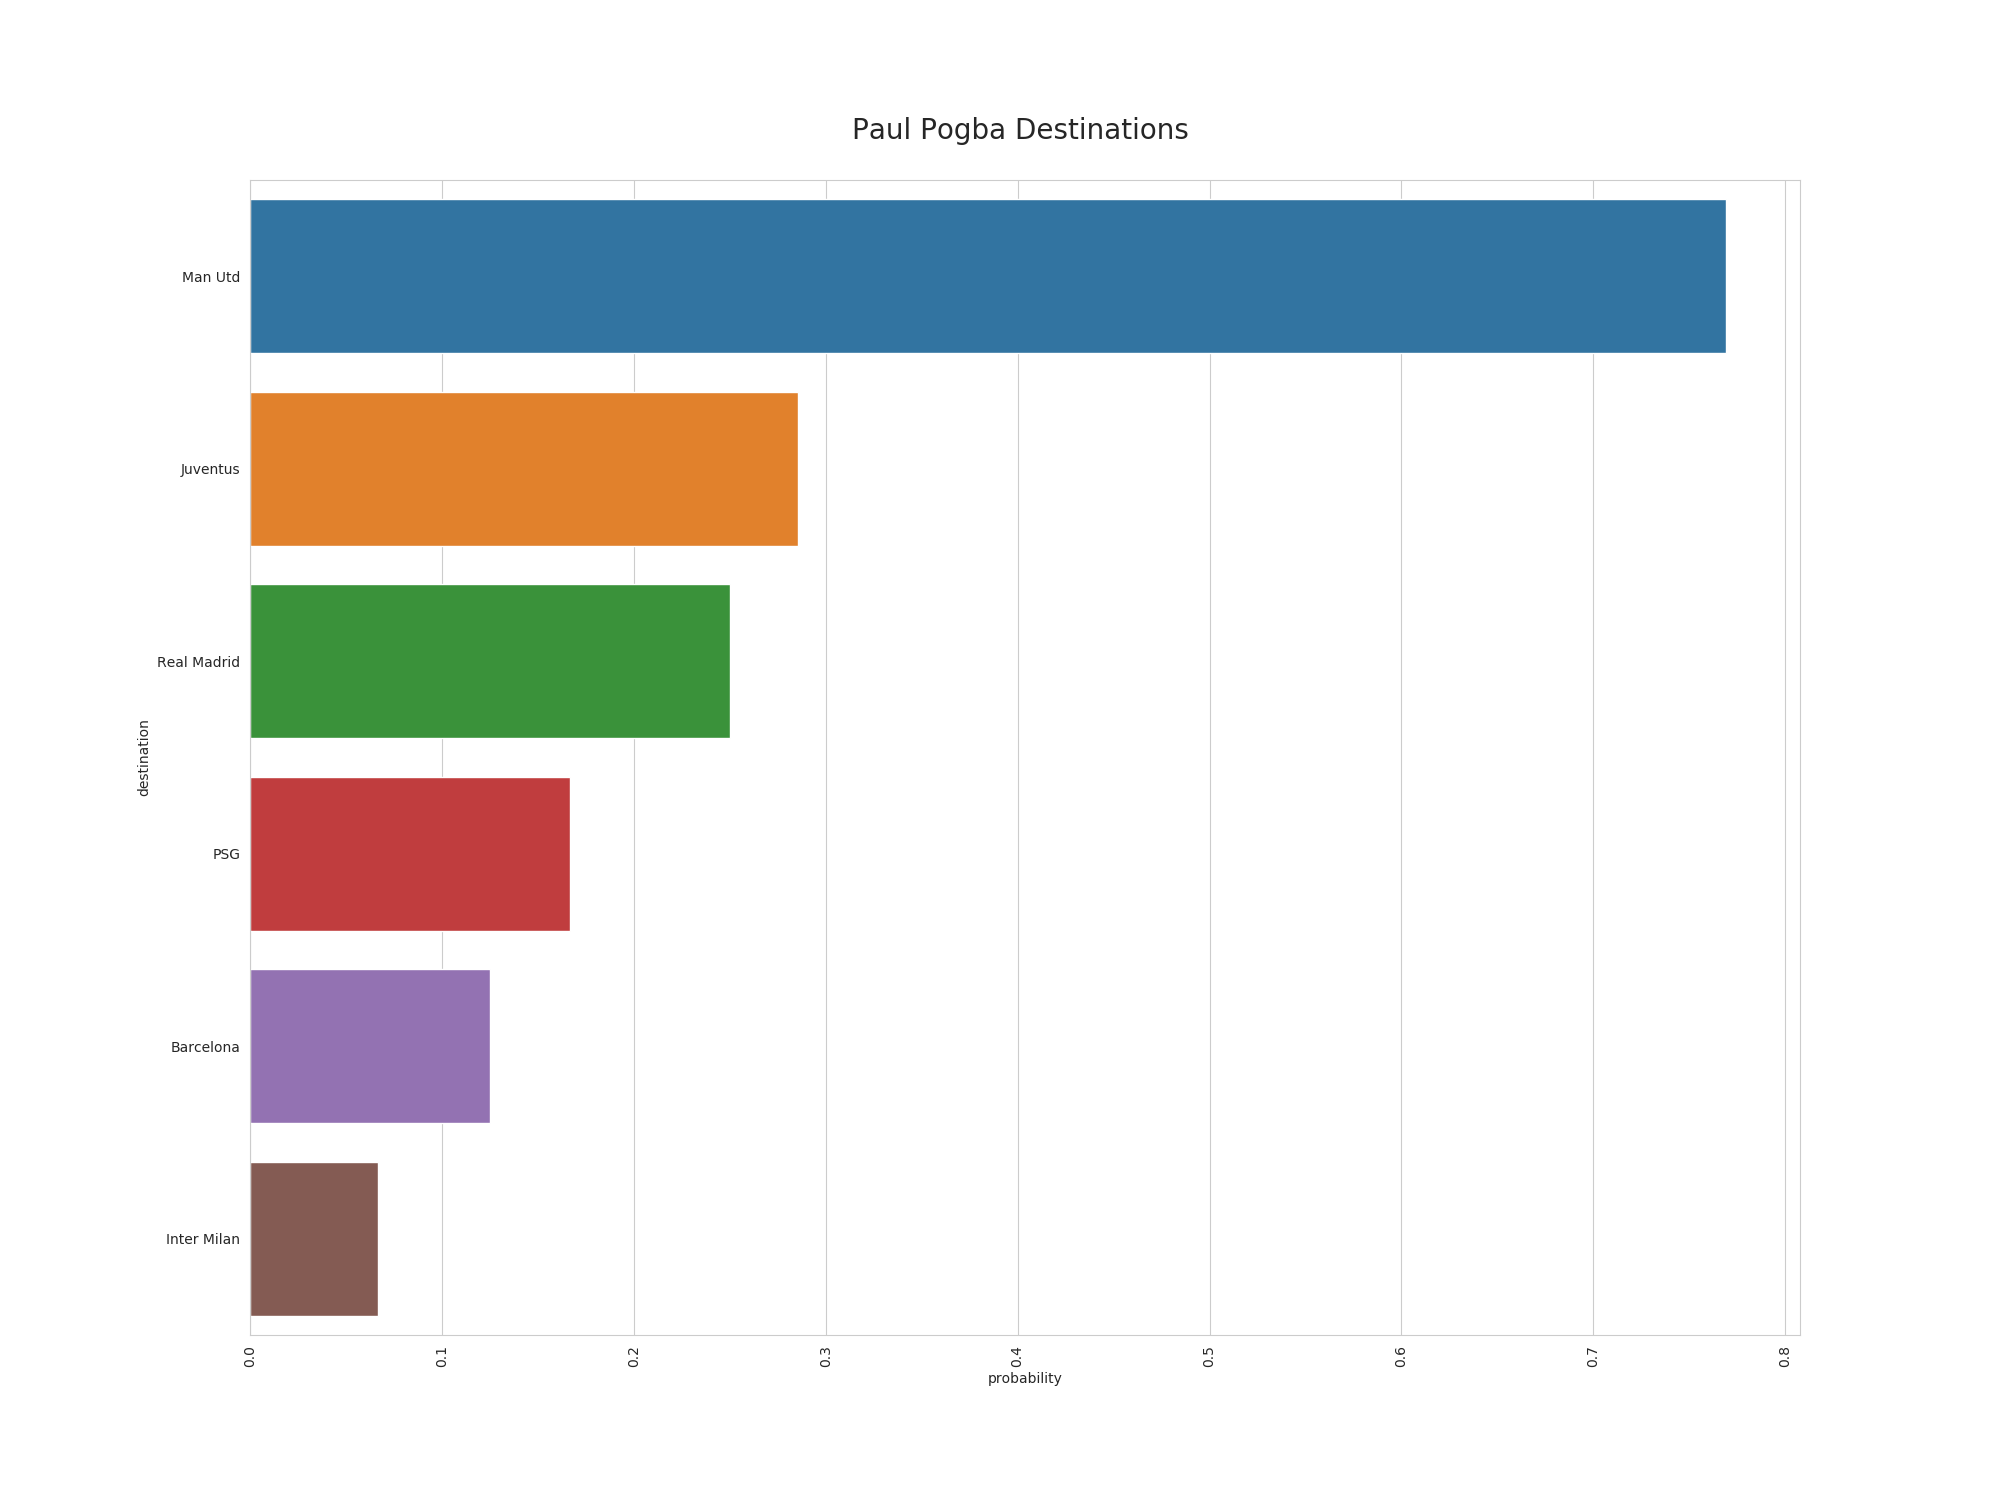 Paul Pogba Destinations
Man Utd
Juventus
Real Madrid
PSG
Barcelona
Inter Milan
destination
0.0 0.1 0.2 0.3 0.4 0.5 0.6 0.7 0.8
probability